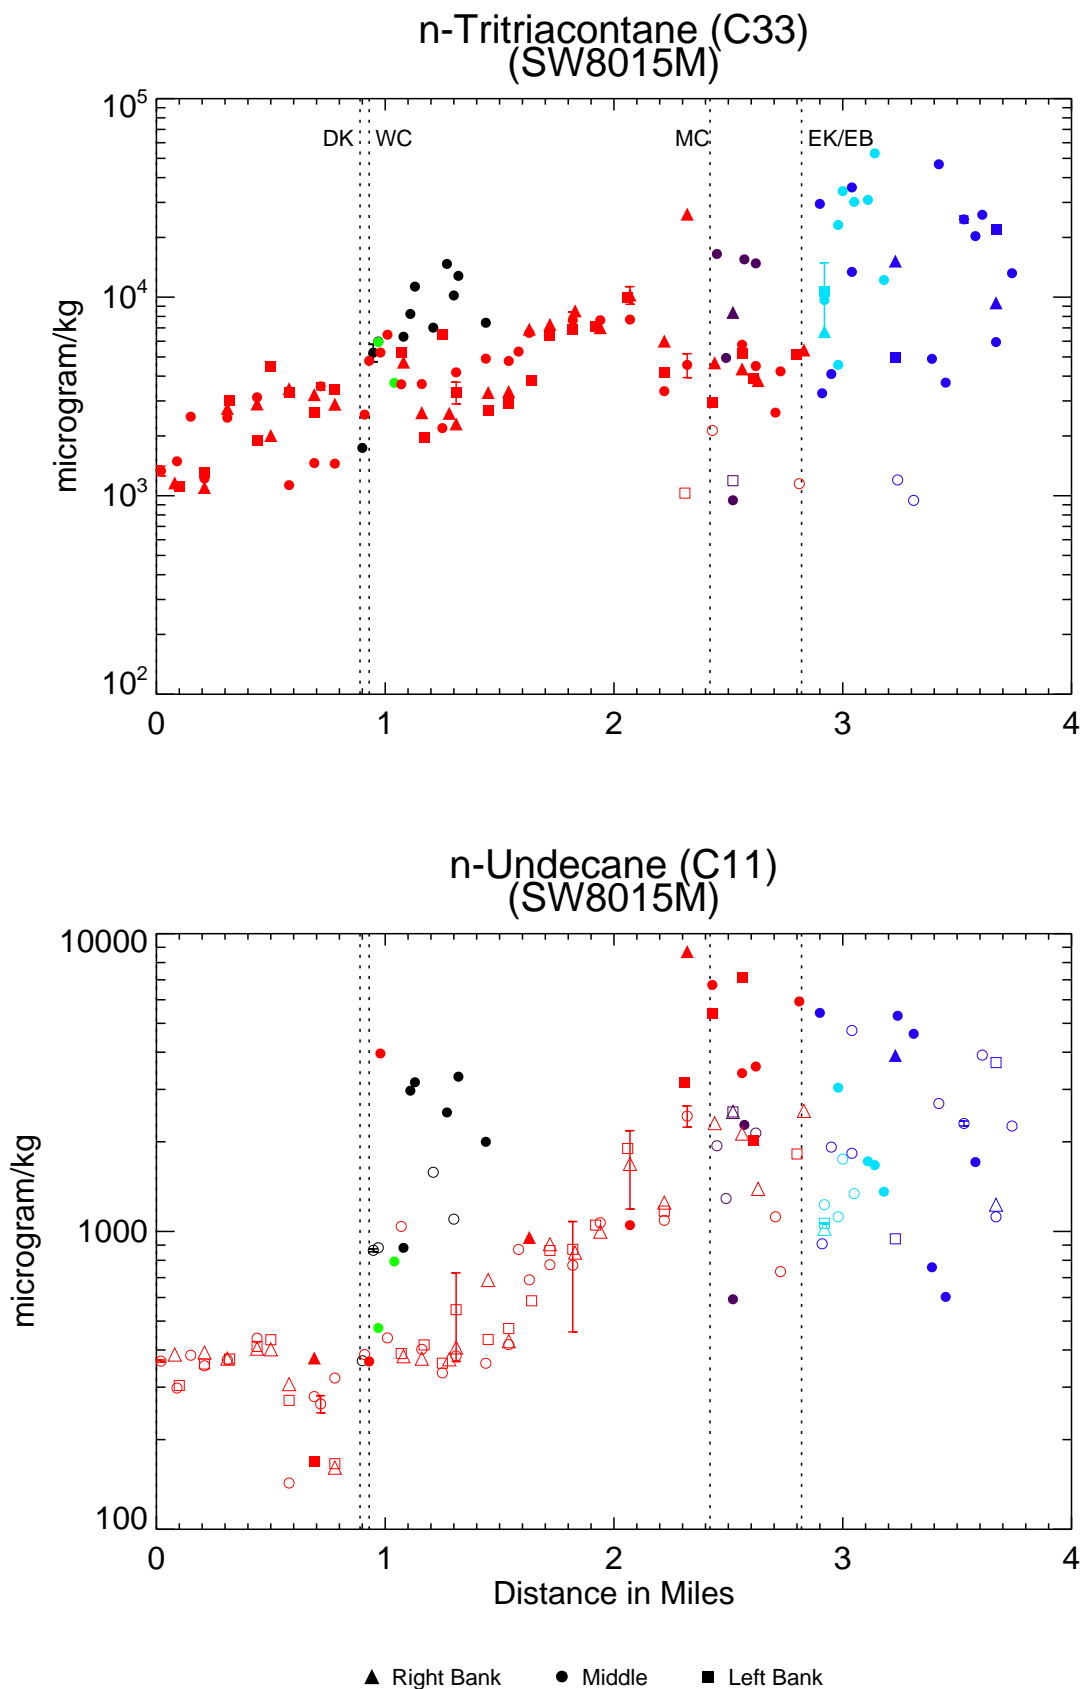 n-Tritriacontane (C33)
(SW8015M)
10^5
DK WC MC EK/EB
10^4
microgram/kg
10^3
10^2
0 1 2 3 4
n-Undecane (C11)
(SW8015M)
10000
1000
microgram/kg
100
0 1 2 3 4
Distance in Miles
Right Bank Middle Left Bank